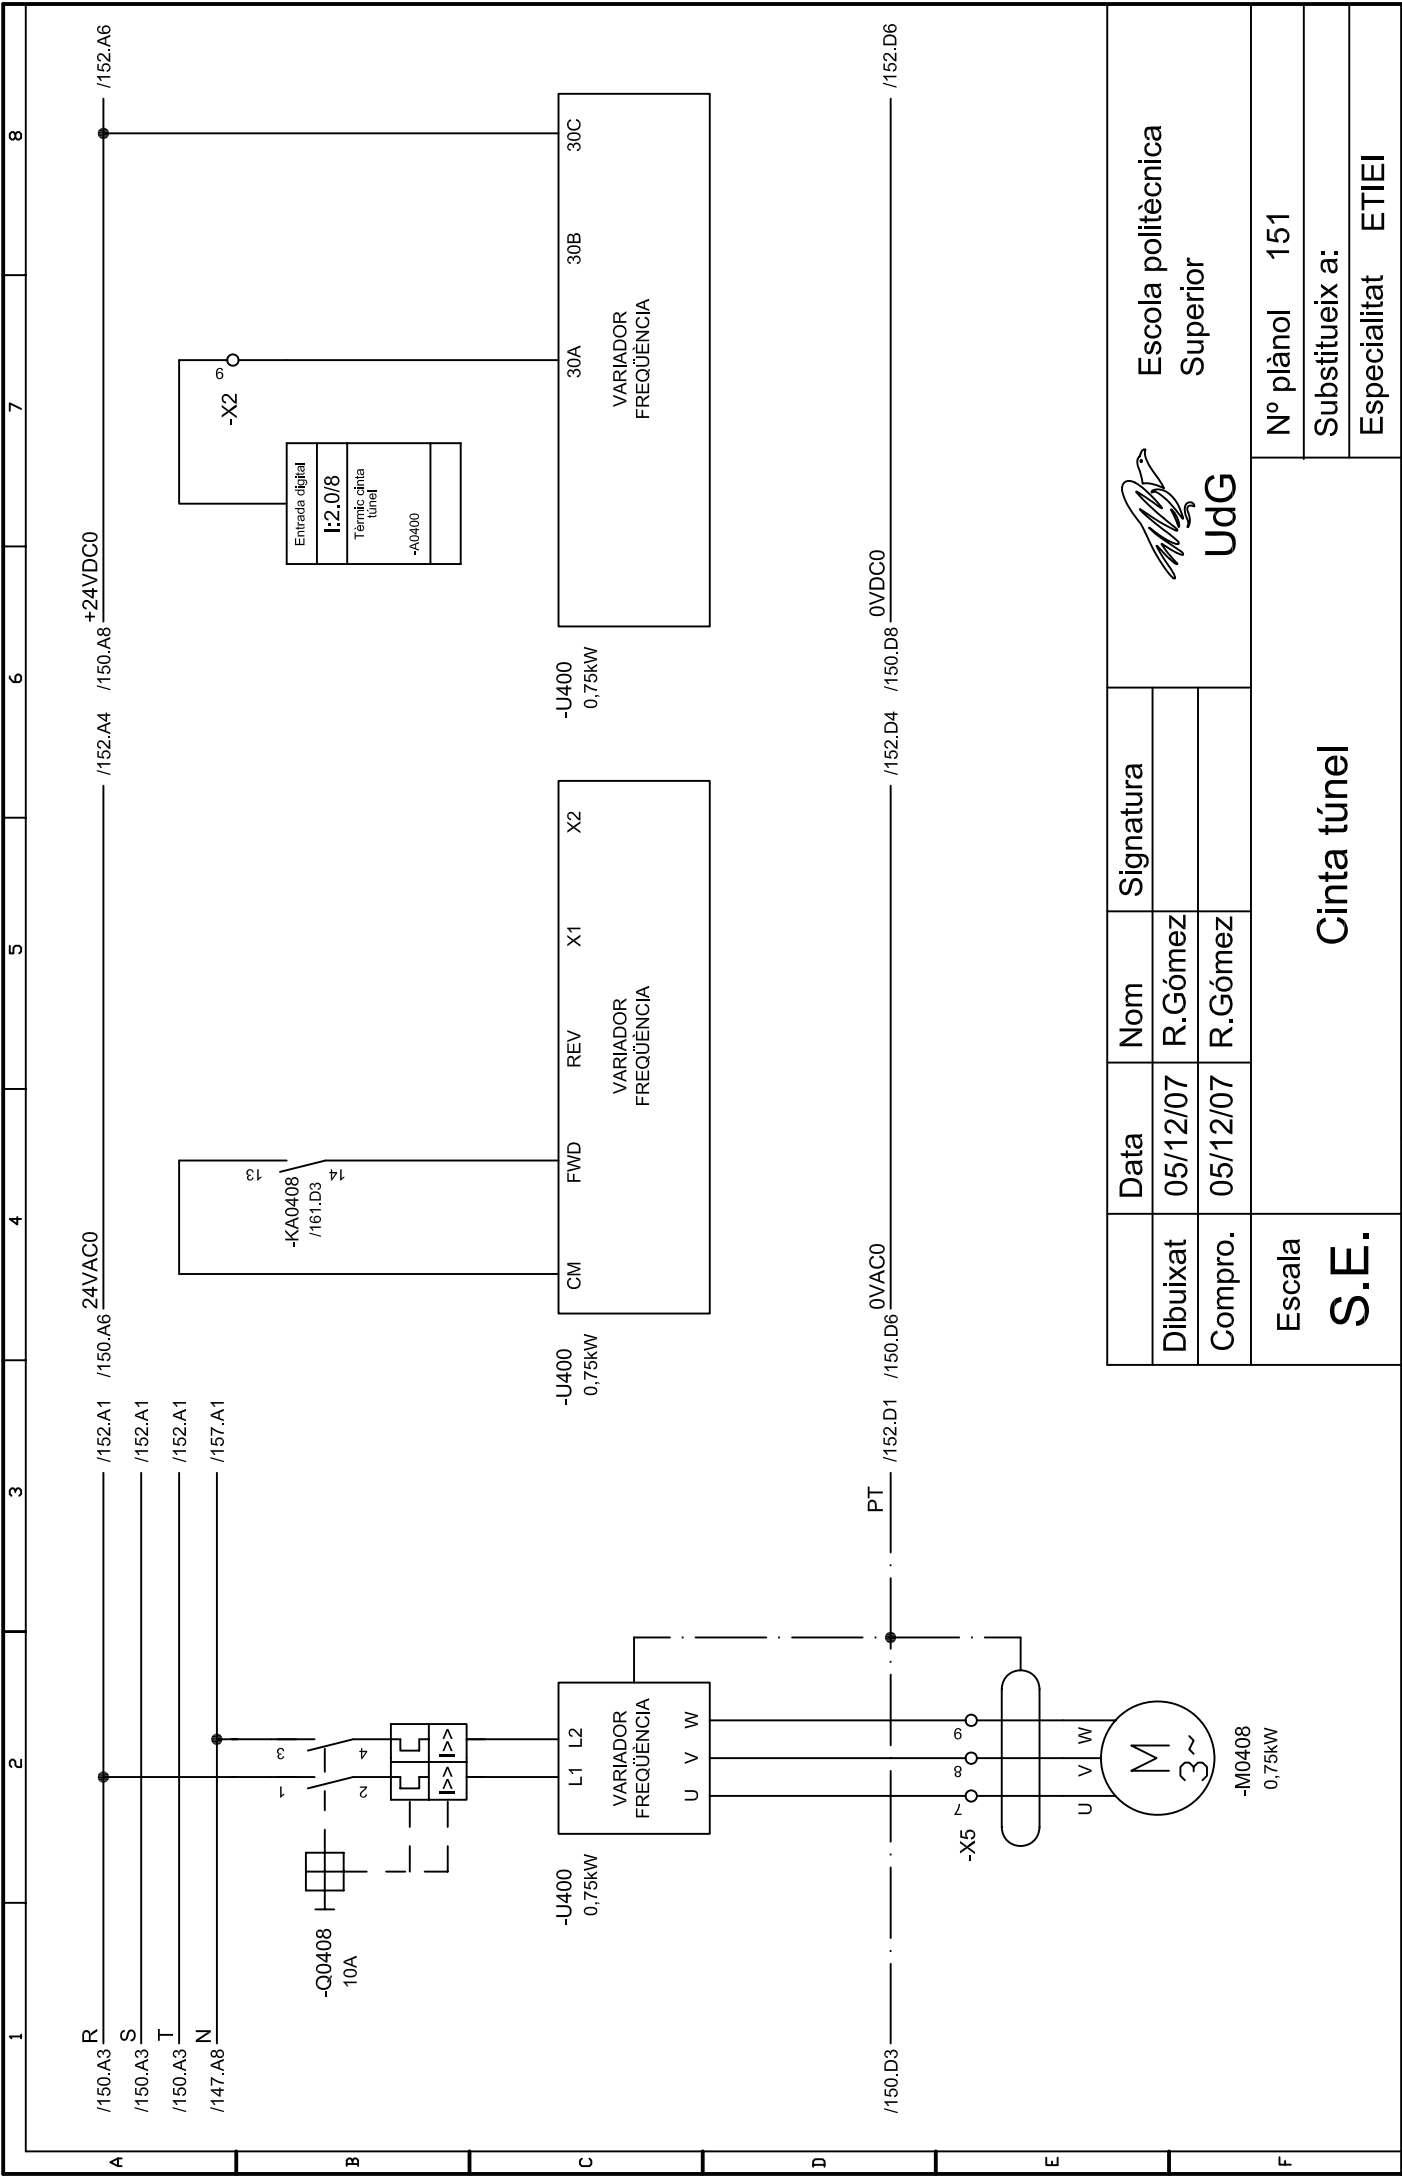 1 2 3 4 5 6 7 8
A
B
C
D
E
F
/150.A3 R /152.A1
/150.A3 S /152.A1
/150.A3 T /152.A1
/147.A8 N /157.A1
/150.A6 24VAC0 /152.A4
/150.A8 +24VDC0 /152.A6
-Q0408
10A
1 3
2 4
I> I>
-U400
0,75kW
L1 L2
VARIADOR
FREQÜÈNCIA
U V W
/150.D3 PT /152.D1
/150.D6 0VAC0 /152.D4
/150.D8 0VDC0 /152.D6
-X5
7 8 9
U V W
M
3~
-M0408
0,75kW
-KA0408
/161.D3
13
14
-U400
0,75kW
CM FWD REV X1 X2
VARIADOR
FREQÜÈNCIA
Entrada digital
I:2.0/8
Tèrmic cinta
túnel
-A0400
-X2
9
-U400
0,75kW
30A 30B 30C
VARIADOR
FREQÜÈNCIA
Data Nom Signatura
Dibuixat 05/12/07 R.Gómez
Compro. 05/12/07 R.Gómez
UdG
Escola politècnica
Superior
Escala
S.E.
Cinta túnel
Nº plànol 151
Substitueix a:
Especialitat ETIEI